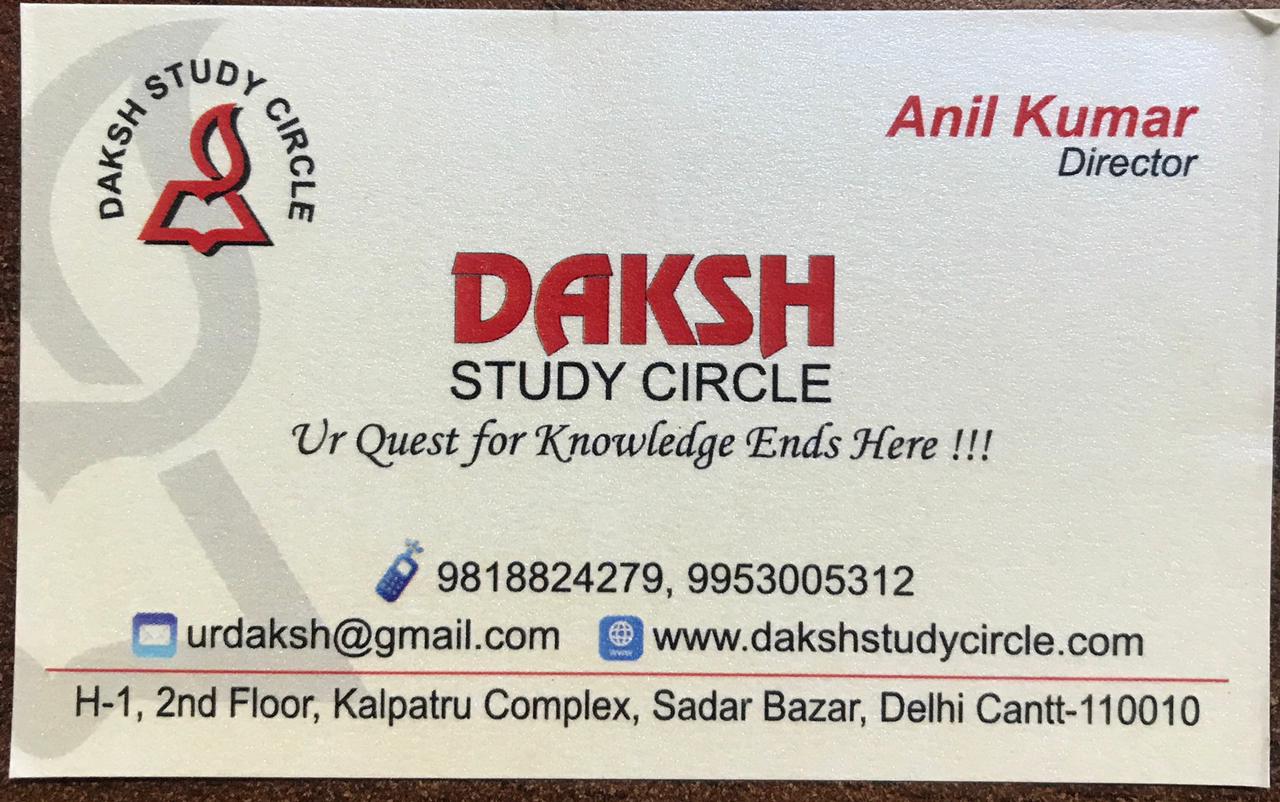 DAKSH STUDY CIRCLE
Anil Kumar
Director
DAKSH
STUDY CIRCLE
Ur Quest for Knowledge Ends Here !!!
9818824279, 9953005312
urdaksh@gmail.com www www.dakshstudycircle.com
H-1, 2nd Floor, Kalpatru Complex, Sadar Bazar, Delhi Cantt-110010